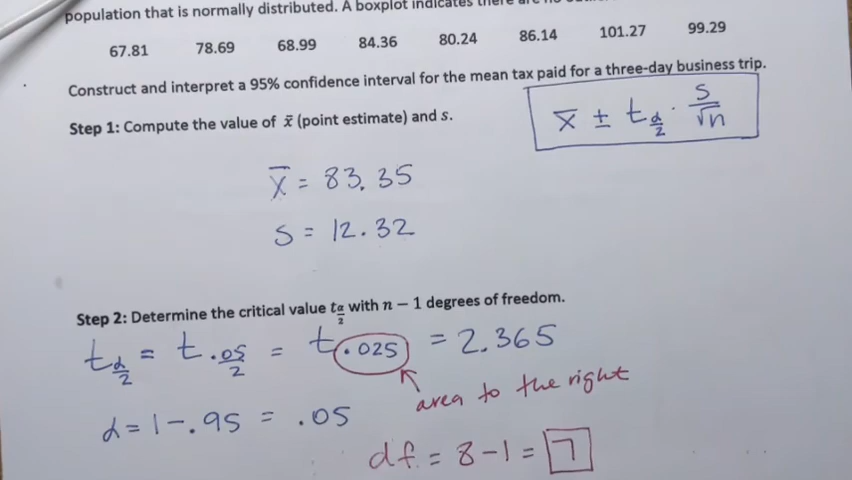 population that is normally distributed. A boxplot indicates there are no
67.81 78.69 68.99 84.36 80.24 86.14 101.27 99.29
Construct and interpret a 95% confidence interval for the mean tax paid for a three-day business trip.
Step 1: Compute the value of x̄ (point estimate) and s.
x̄ ± t α/2 · s/√n
x̄ = 83.35
s = 12.32
Step 2: Determine the critical value t α/2 with n − 1 degrees of freedom.
t α/2 = t .05/2 = t .025 = 2.365
area to the right
α = 1 - .95 = .05
df. = 8 - 1 = 7